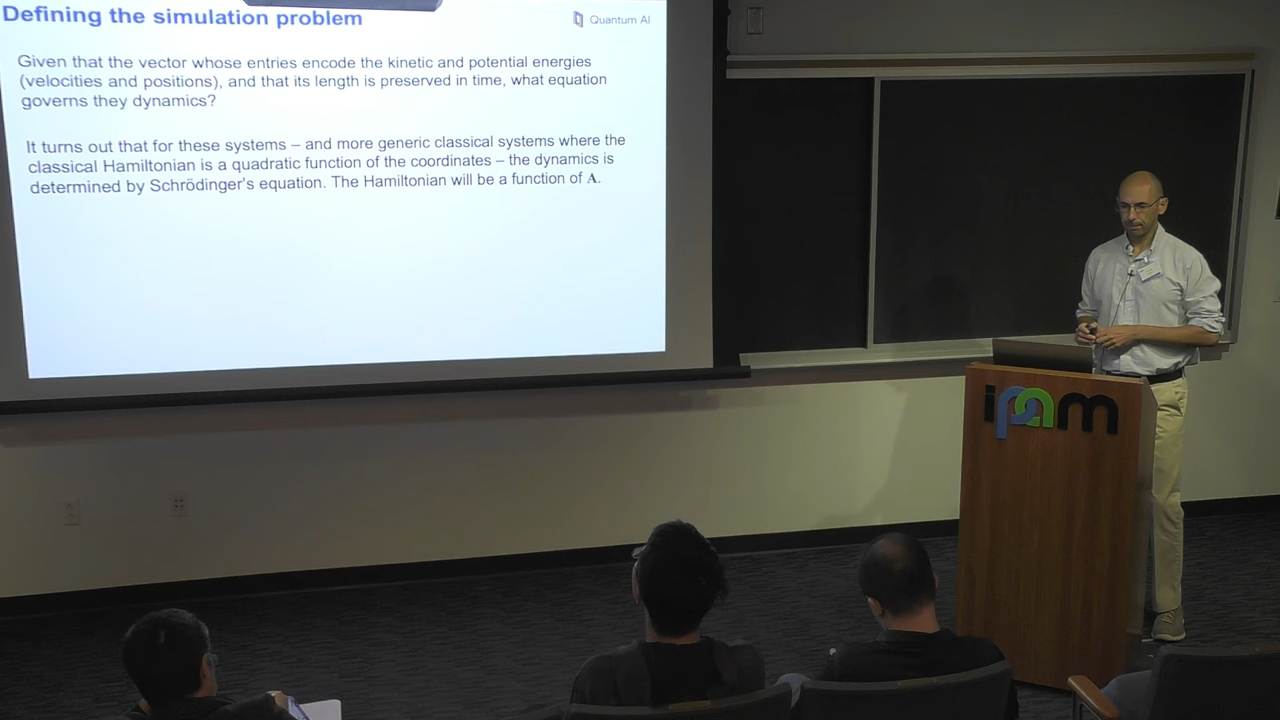 Defining the simulation problem
Quantum AI
Given that the vector whose entries encode the kinetic and potential energies
(velocities and positions), and that its length is preserved in time, what equation
governs they dynamics?
It turns out that for these systems – and more generic classical systems where the
classical Hamiltonian is a quadratic function of the coordinates – the dynamics is
determined by Schrödinger's equation. The Hamiltonian will be a function of A.
ipam